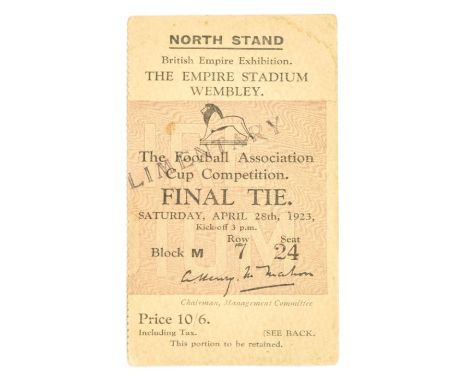 NORTH STAND
British Empire Exhibition.
THE EMPIRE STADIUM
WEMBLEY.
LIMENTARY
The Football Association
Cup Competition.
FINAL TIE.
SATURDAY, APRIL 28th, 1923,
Kick-off 3 p.m.
Row Seat
Block M 7 24
Chairman, Management Committee
Price 10/6.
Including Tax. (SEE BACK.
This portion to be retained.